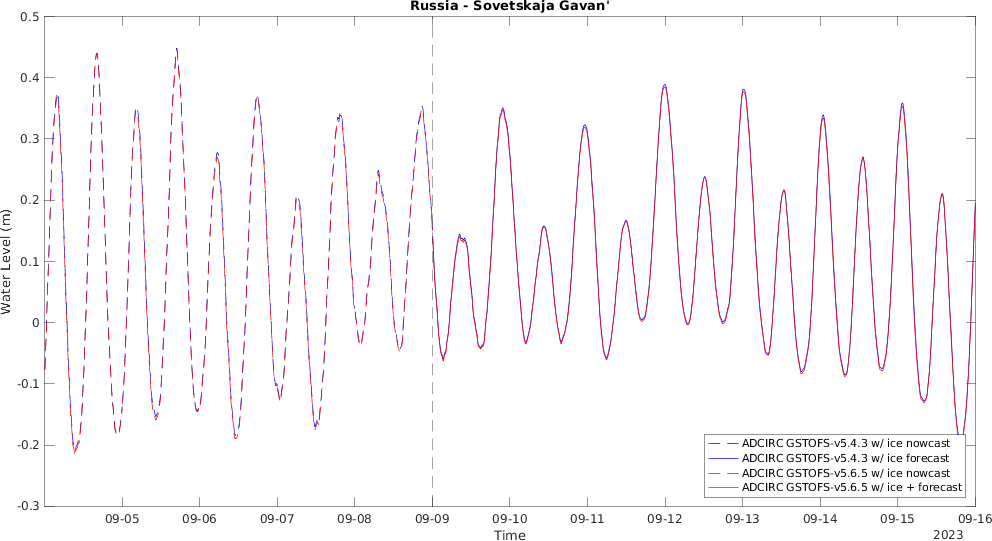 Russia - Sovetskaja Gavan'
0.5
0.4
0.3
0.2
0.1
0
-0.1
-0.2
-0.3
Water Level (m)
09-05 09-06 09-07 09-08 09-09 09-10 09-11 09-12 09-13 09-14 09-15 09-16
Time
2023
ADCIRC GSTOFS-v5.4.3 w/ ice nowcast
ADCIRC GSTOFS-v5.4.3 w/ ice forecast
ADCIRC GSTOFS-v5.6.5 w/ ice nowcast
ADCIRC GSTOFS-v5.6.5 w/ ice + forecast